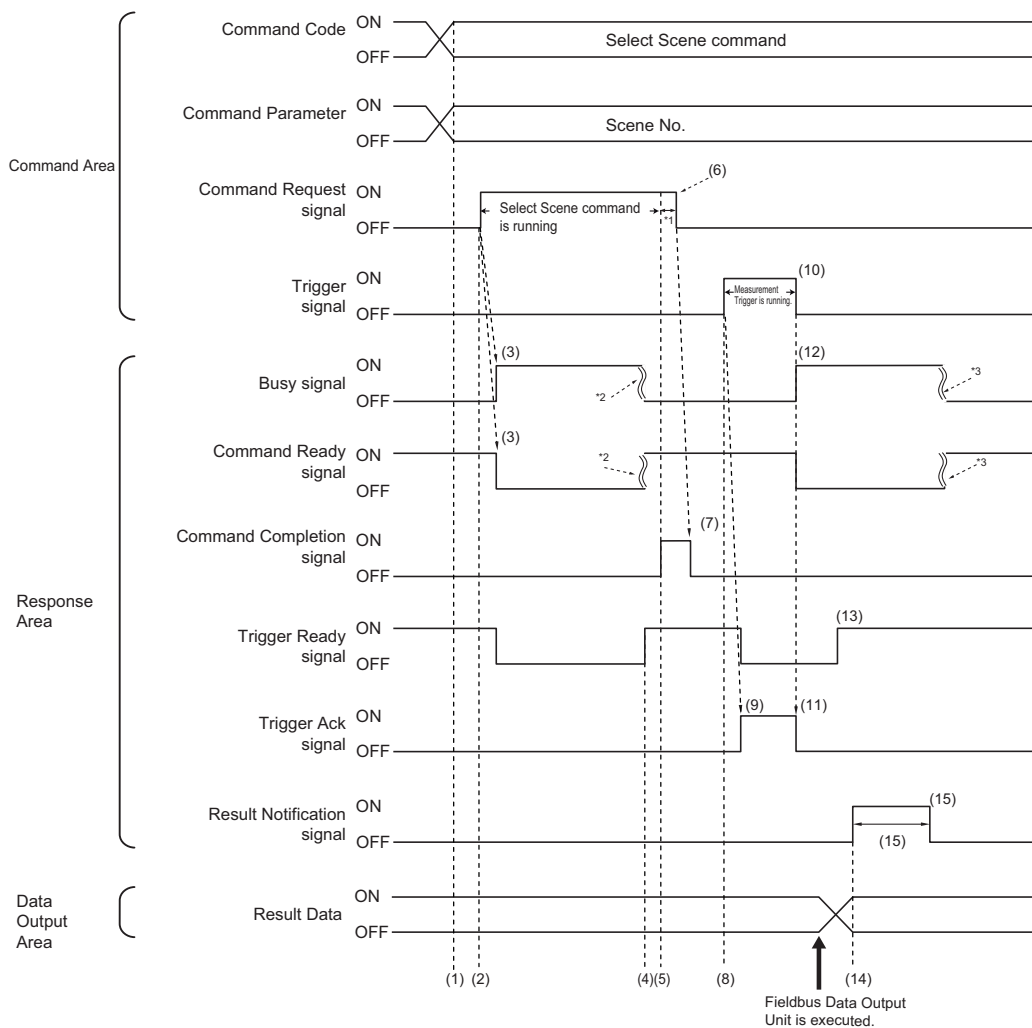 Command Area
Command Code
ON
OFF
Select Scene command
Command Parameter
ON
OFF
Scene No.
Command Request
signal
ON
OFF
Select Scene command
is running
*1
(6)
Trigger
signal
ON
OFF
Measurement
Trigger is running.
(10)
Response
Area
Busy signal
ON
OFF
(3)
*2
(12)
*3
Command Ready
signal
ON
OFF
(3)
*2
*3
Command Completion
signal
ON
OFF
(7)
Trigger Ready
signal
ON
OFF
(13)
Trigger Ack
signal
ON
OFF
(9)
(11)
Result Notification
signal
ON
OFF
(15)
(15)
Data
Output
Area
Result Data
ON
OFF
(1) (2) (4) (5) (8) (14)
Fieldbus Data Output
Unit is executed.